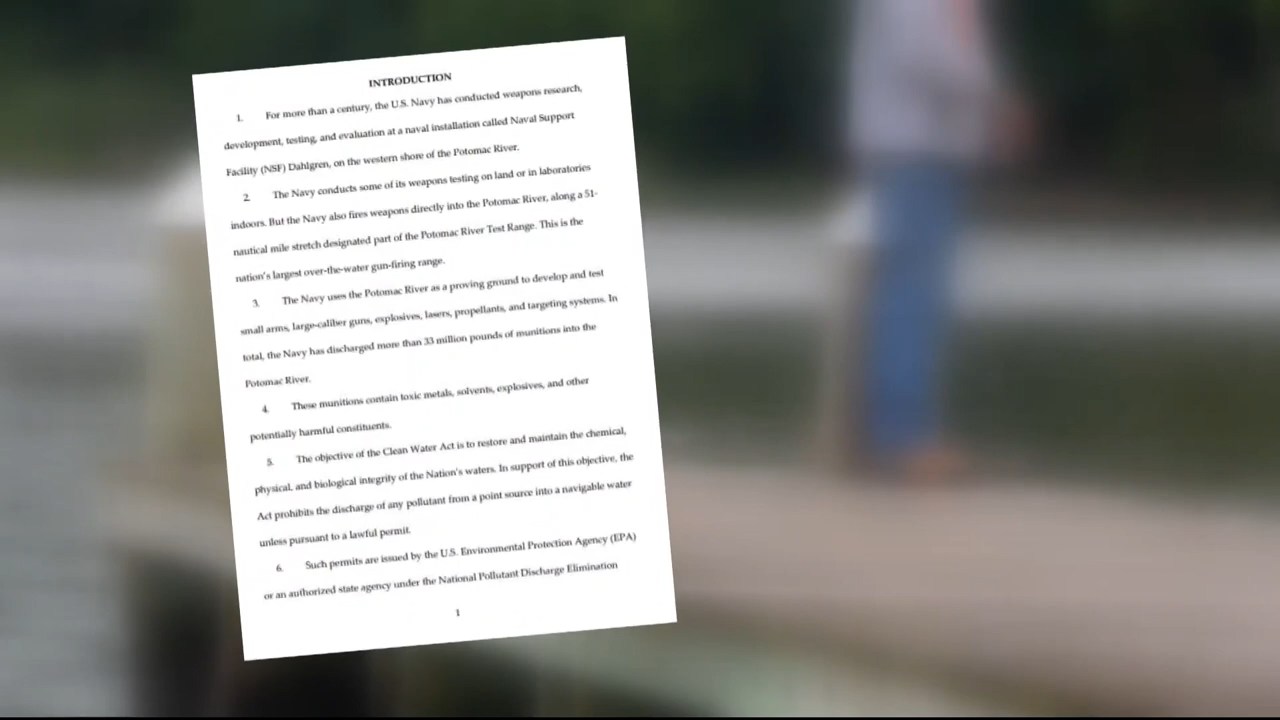 INTRODUCTION
1. For more than a century, the U.S. Navy has conducted weapons research,
development, testing, and evaluation at a naval installation called Naval Support
Facility (NSF) Dahlgren, on the western shore of the Potomac River.
2. The Navy conducts some of its weapons testing on land or in laboratories
indoors. But the Navy also fires weapons directly into the Potomac River, along a 51-
nautical mile stretch designated part of the Potomac River Test Range. This is the
nation's largest over-the-water gun-firing range.
3. The Navy uses the Potomac River as a proving ground to develop and test
small arms, large-caliber guns, explosives, lasers, propellants, and targeting systems. In
total, the Navy has discharged more than 33 million pounds of munitions into the
Potomac River.
4. These munitions contain toxic metals, solvents, explosives, and other
potentially harmful constituents.
5. The objective of the Clean Water Act is to restore and maintain the chemical,
physical, and biological integrity of the Nation's waters. In support of this objective, the
Act prohibits the discharge of any pollutant from a point source into a navigable water
unless pursuant to a lawful permit.
6. Such permits are issued by the U.S. Environmental Protection Agency (EPA)
or an authorized state agency under the National Pollutant Discharge Elimination
1